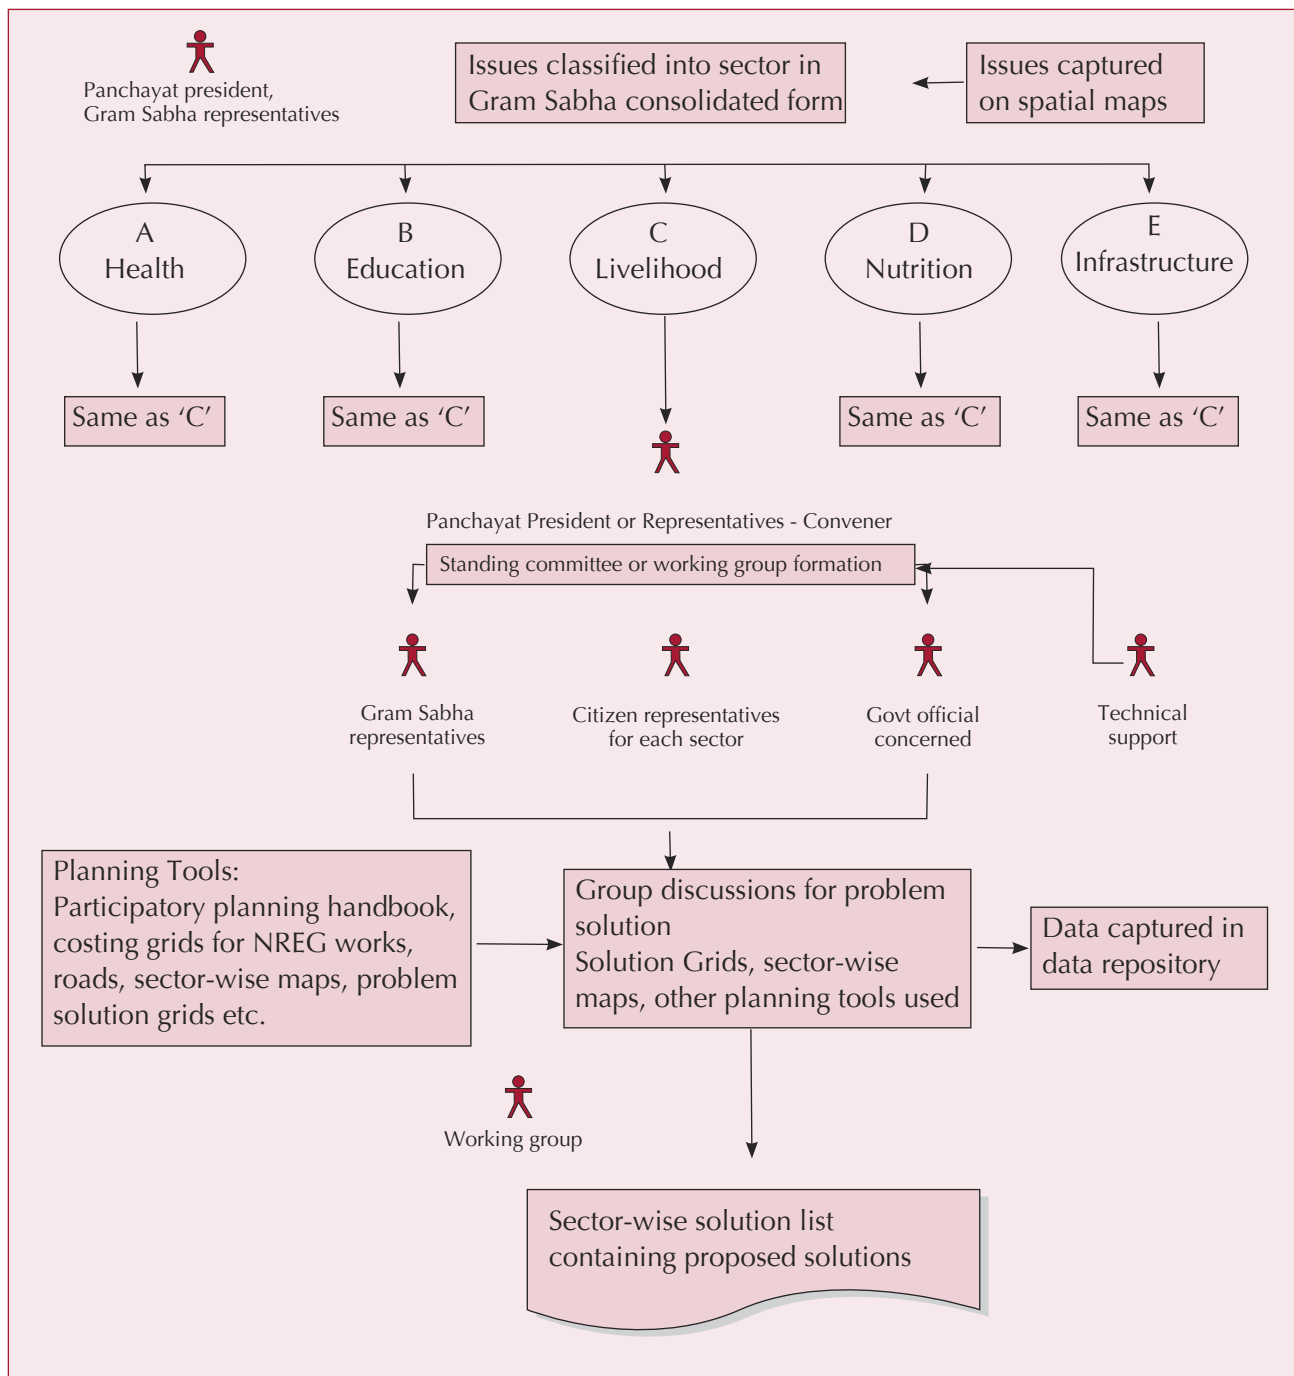 Panchayat president,
Gram Sabha representatives
Issues classified into sector in
Gram Sabha consolidated form
Issues captured
on spatial maps
A
Health
B
Education
C
Livelihood
D
Nutrition
E
Infrastructure
Same as ‘C’
Same as ‘C’
Same as ‘C’
Same as ‘C’
Panchayat President or Representatives - Convener
Standing committee or working group formation
Gram Sabha
representatives
Citizen representatives
for each sector
Govt official
concerned
Technical
support
Planning Tools:
Participatory planning handbook,
costing grids for NREG works,
roads, sector-wise maps, problem
solution grids etc.
Group discussions for problem
solution
Solution Grids, sector-wise
maps, other planning tools used
Data captured in
data repository
Working group
Sector-wise solution list
containing proposed solutions